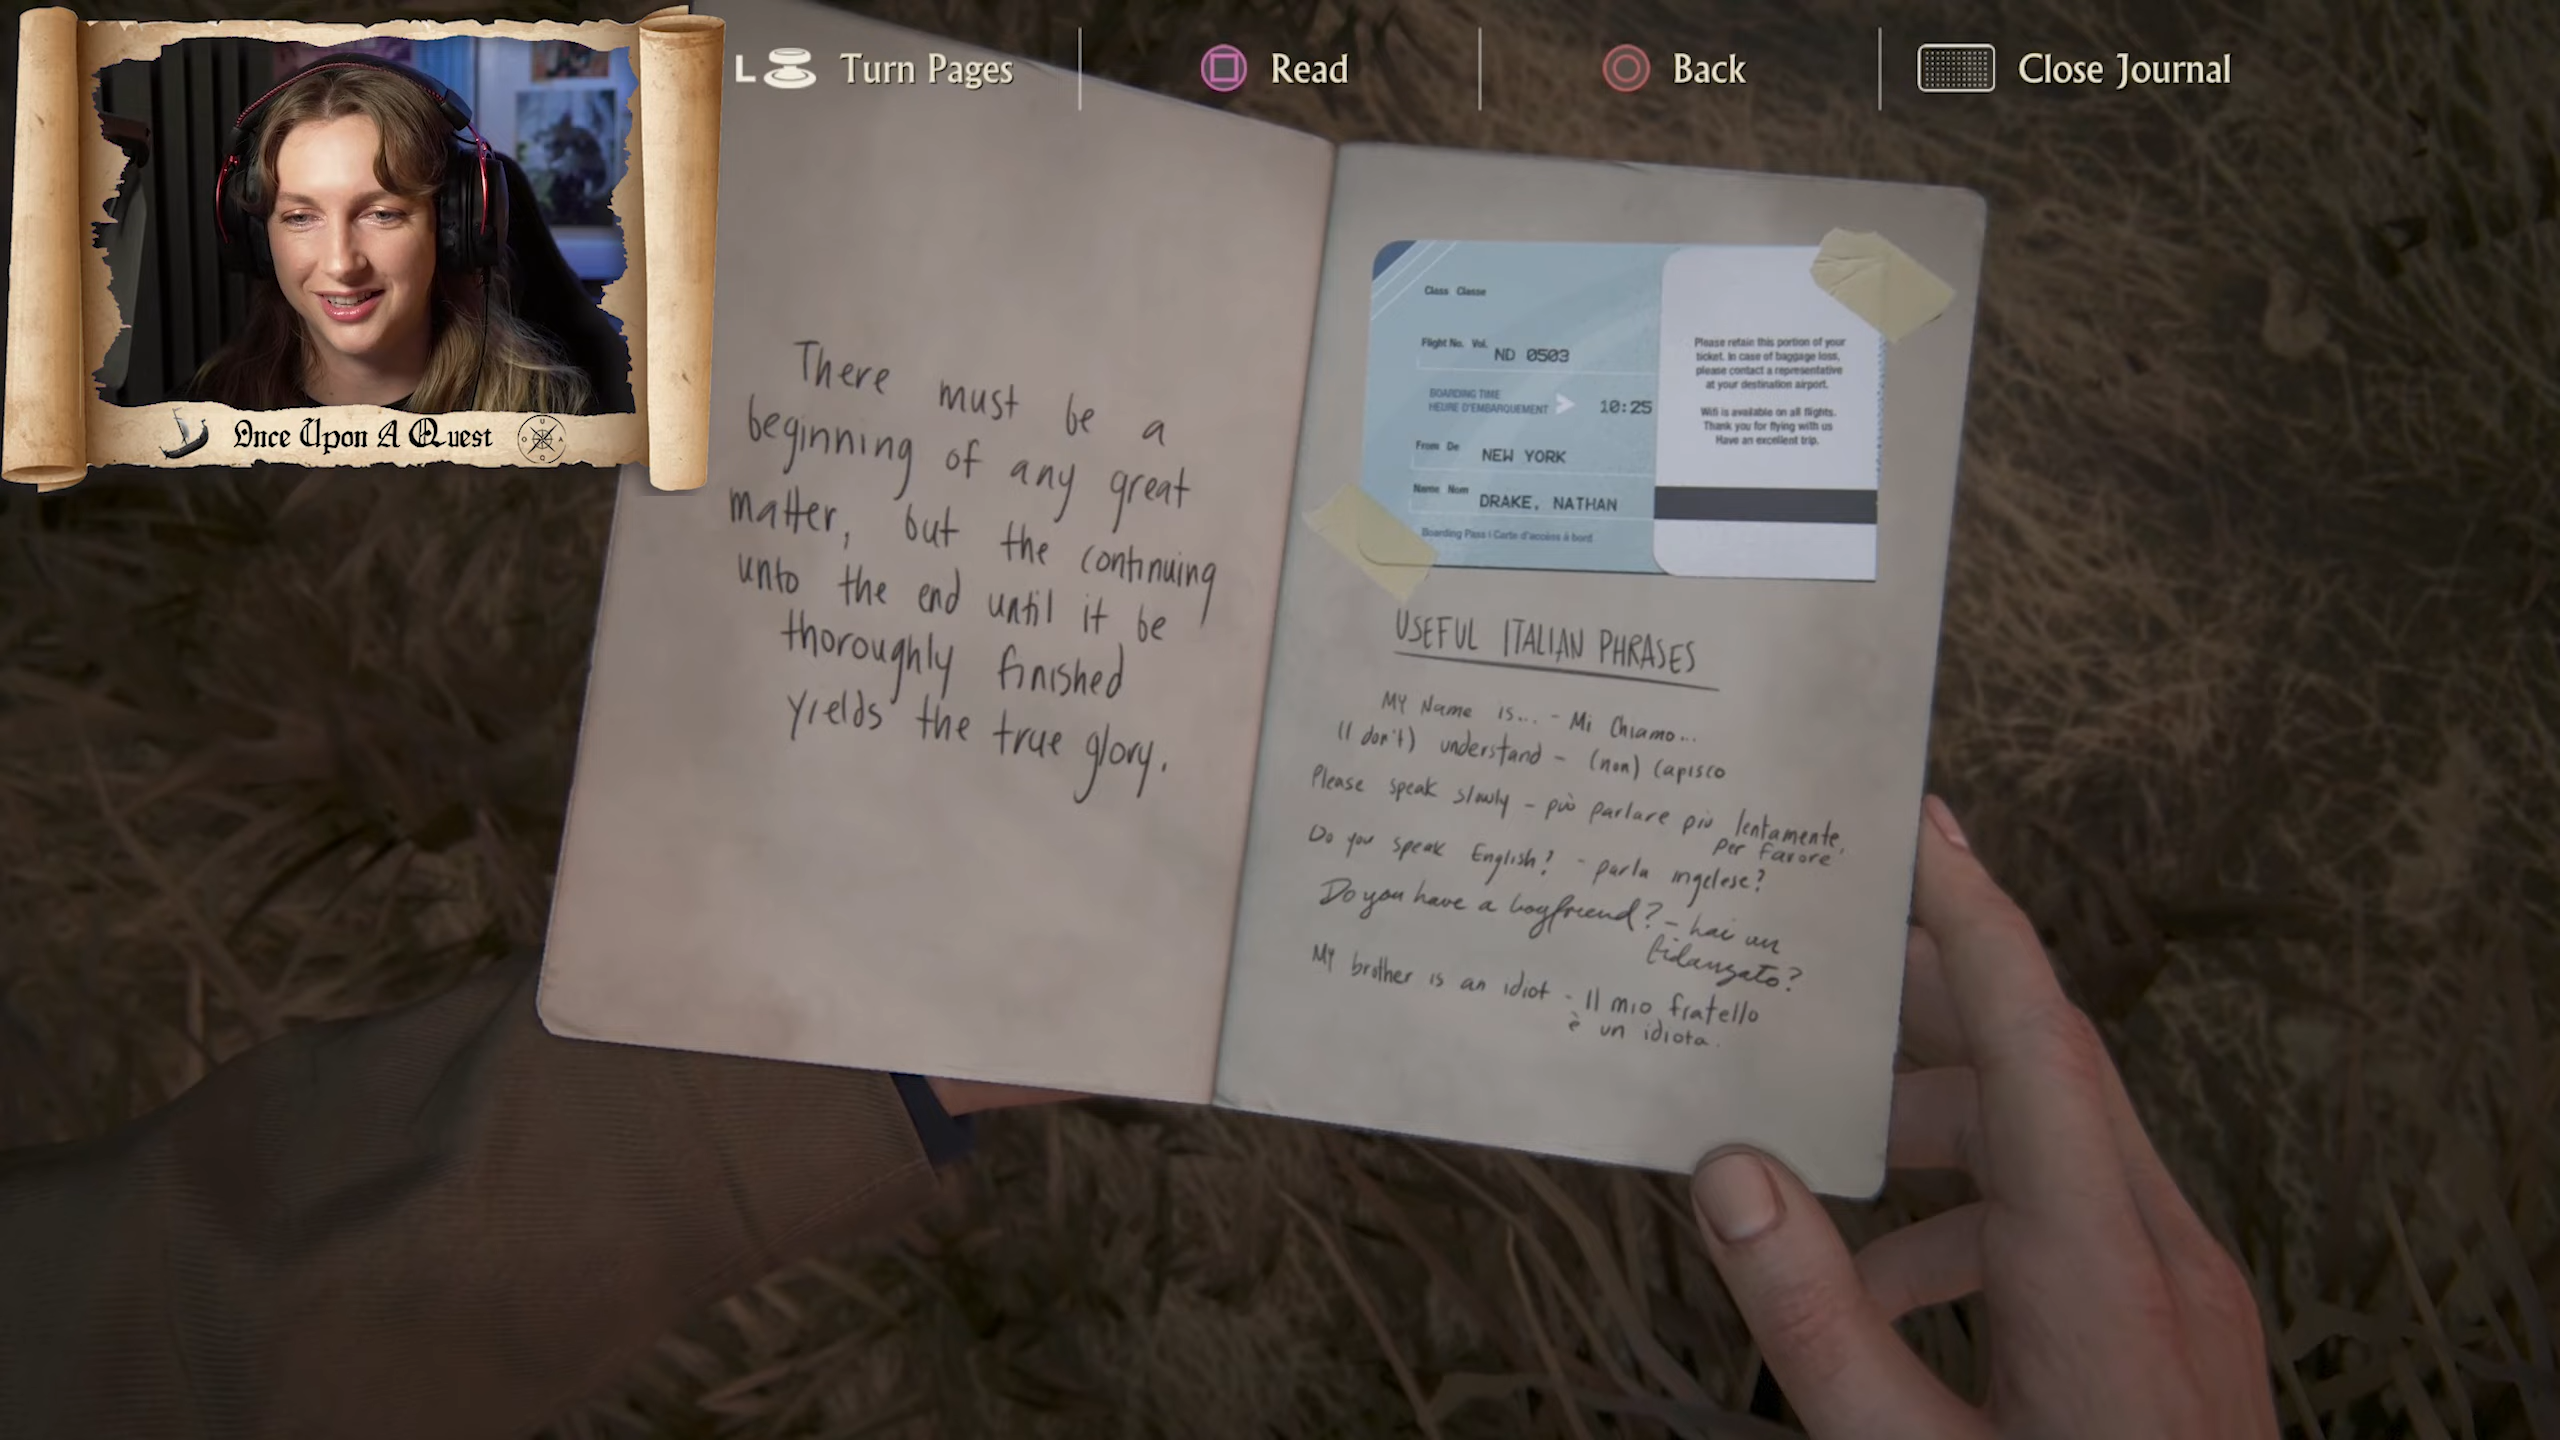 L Turn Pages
Read
Back
Close Journal
Once Upon A Quest
U
O A
Q
There must be a
beginning of any great
matter, but the continuing
unto the end until it be
thoroughly finished
yields the true glory.
Class Classe
Flight No. Vol. ND 0503
BOARDING TIME
HEURE D'EMBARQUEMENT > 10:25
From De NEW YORK
Name Nom DRAKE, NATHAN
Boarding Pass | Carte d'accès à bord
Please retain this portion of your
ticket. In case of baggage loss,
please contact a representative
at your destination airport.
Wifi is available on all flights.
Thank you for flying with us
Have an excellent trip.
USEFUL ITALIAN PHRASES
MY Name is... - Mi Chiamo...
(I don't) understand - (non) capisco
Please speak slowly - può parlare più lentamente,
per favore
Do you speak English? - parla inglese?
Do you have a boyfriend? - hai un
fidanzato?
MY brother is an idiot - Il mio fratello
è un idiota.